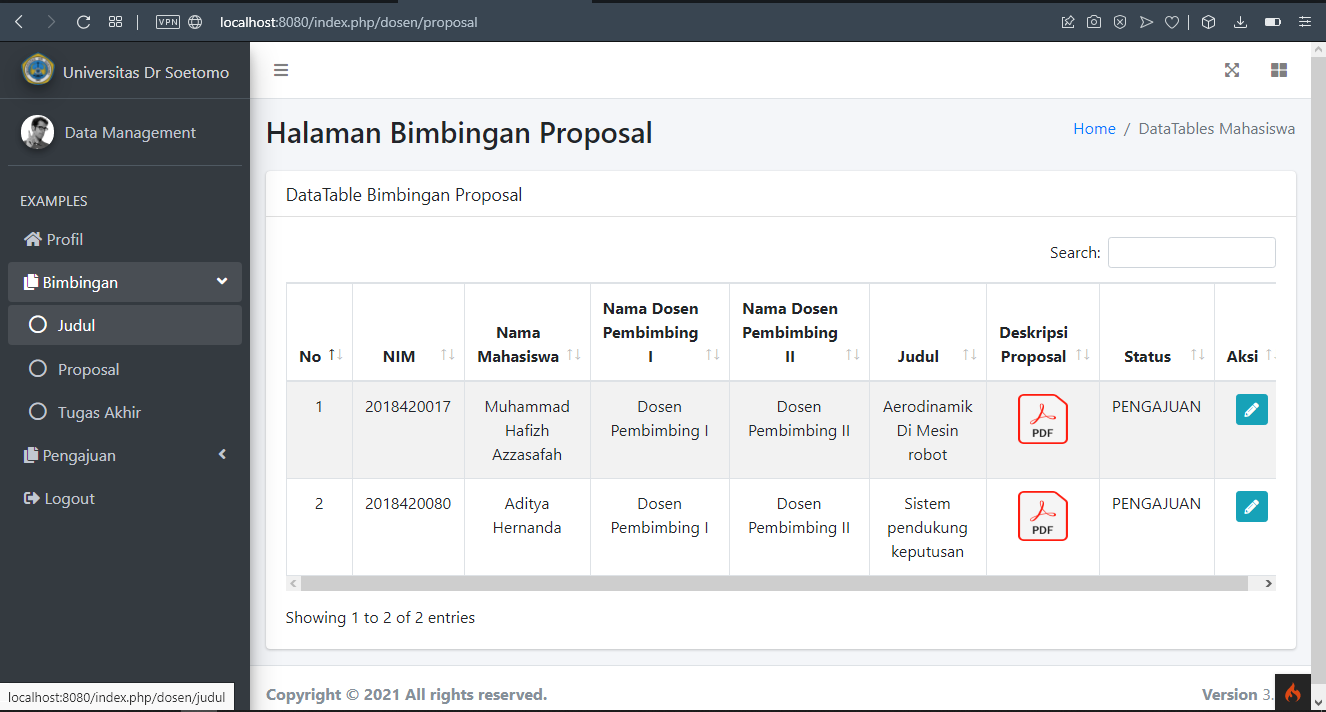 VPN localhost:8080/index.php/dosen/proposal
Universitas Dr Soetomo
Data Management
EXAMPLES
Profil
Bimbingan
Judul
Proposal
Tugas Akhir
Pengajuan
Logout
localhost:8080/index.php/dosen/judul
Halaman Bimbingan Proposal
Home / DataTables Mahasiswa
DataTable Bimbingan Proposal
Search:
No
NIM
Nama
Mahasiswa
Nama Dosen
Pembimbing
I
Nama Dosen
Pembimbing
II
Judul
Deskripsi
Proposal
Status
Aksi
1
2018420017
Muhammad
Hafizh
Azzasafah
Dosen
Pembimbing I
Dosen
Pembimbing II
Aerodinamik
Di Mesin
robot
PDF
PENGAJUAN
2
2018420080
Aditya
Hernanda
Dosen
Pembimbing I
Dosen
Pembimbing II
Sistem
pendukung
keputusan
PDF
PENGAJUAN
Showing 1 to 2 of 2 entries
Copyright © 2021 All rights reserved.
Version 3.